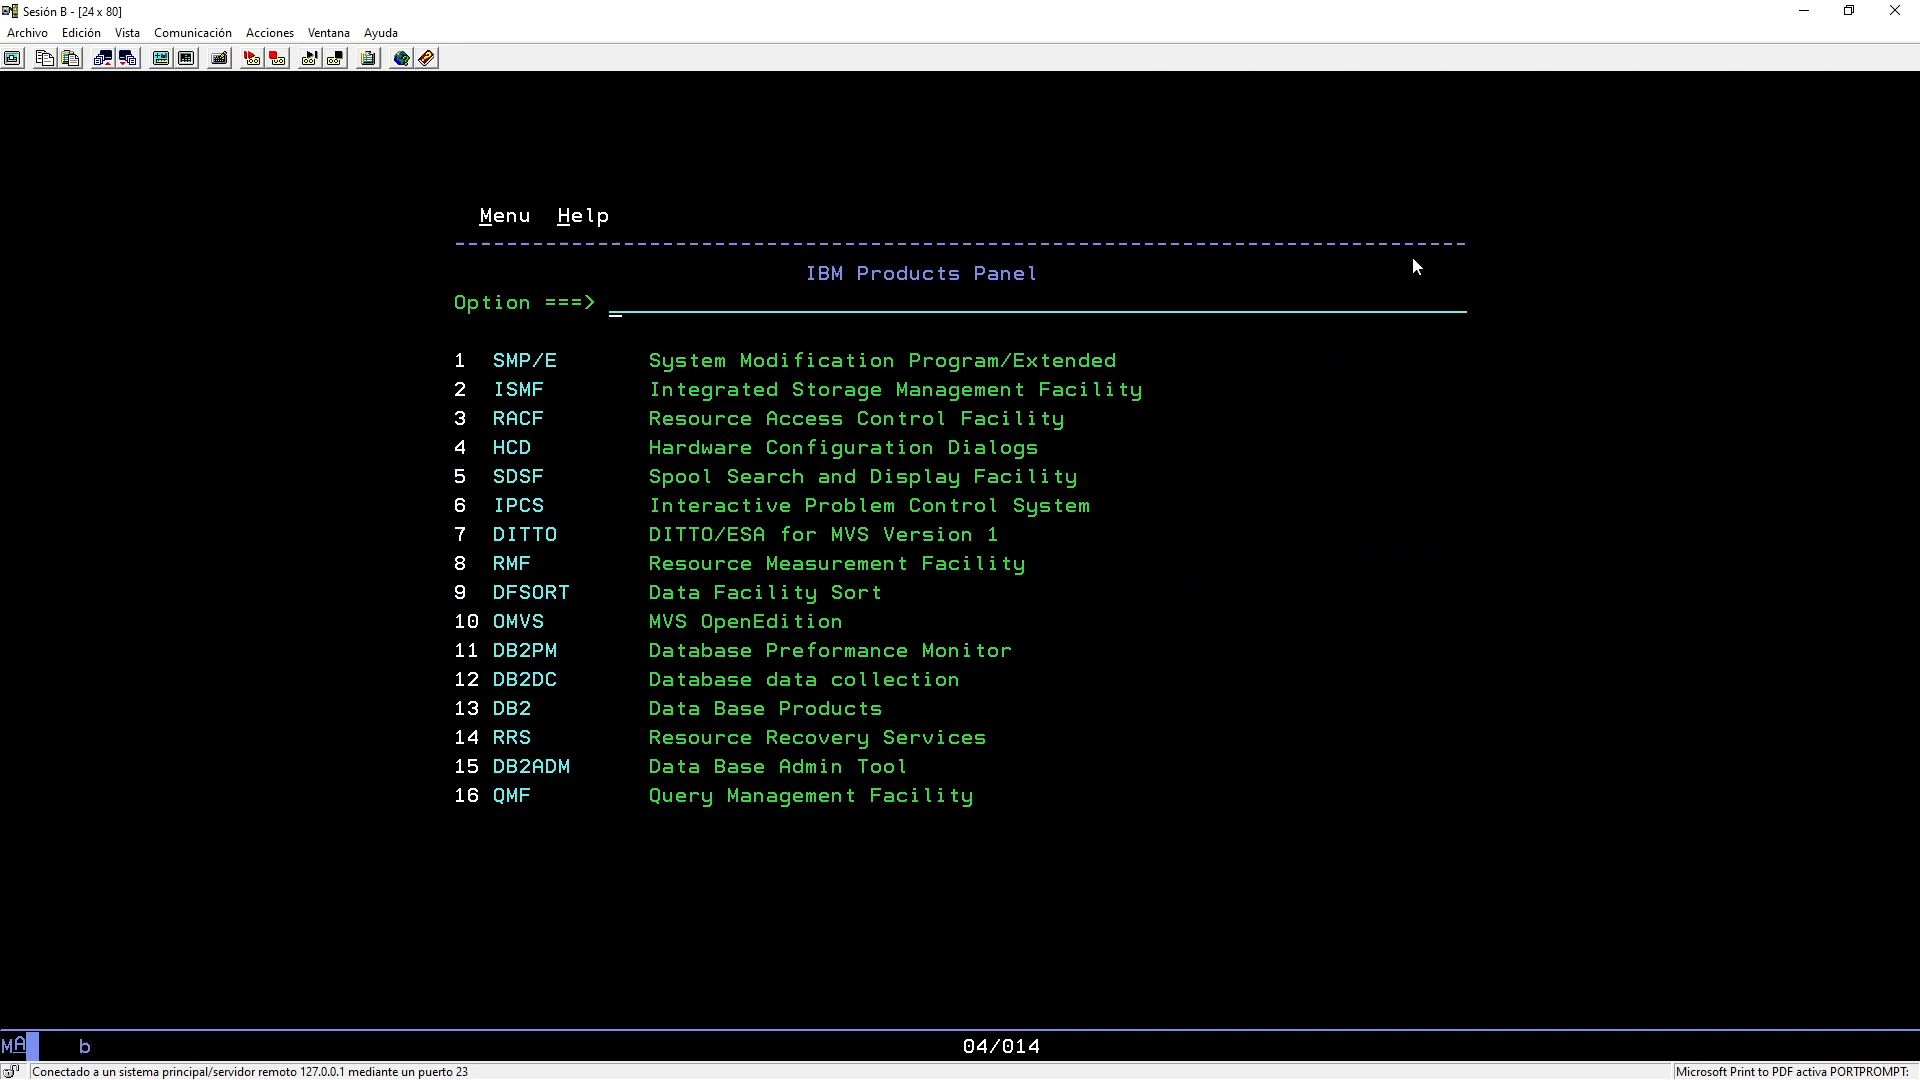 Sesión B - [24 x 80]
Archivo Edición Vista Comunicación Acciones Ventana Ayuda
Menu Help
------------------------------------------------------------------------------
IBM Products Panel
Option ===>
1 SMP/E System Modification Program/Extended
2 ISMF Integrated Storage Management Facility
3 RACF Resource Access Control Facility
4 HCD Hardware Configuration Dialogs
5 SDSF Spool Search and Display Facility
6 IPCS Interactive Problem Control System
7 DITTO DITTO/ESA for MVS Version 1
8 RMF Resource Measurement Facility
9 DFSORT Data Facility Sort
10 OMVS MVS OpenEdition
11 DB2PM Database Preformance Monitor
12 DB2DC Database data collection
13 DB2 Data Base Products
14 RRS Resource Recovery Services
15 DB2ADM Data Base Admin Tool
16 QMF Query Management Facility
MA b 04/014
Conectado a un sistema principal/servidor remoto 127.0.0.1 mediante un puerto 23 Microsoft Print to PDF activa PORTPROMPT: